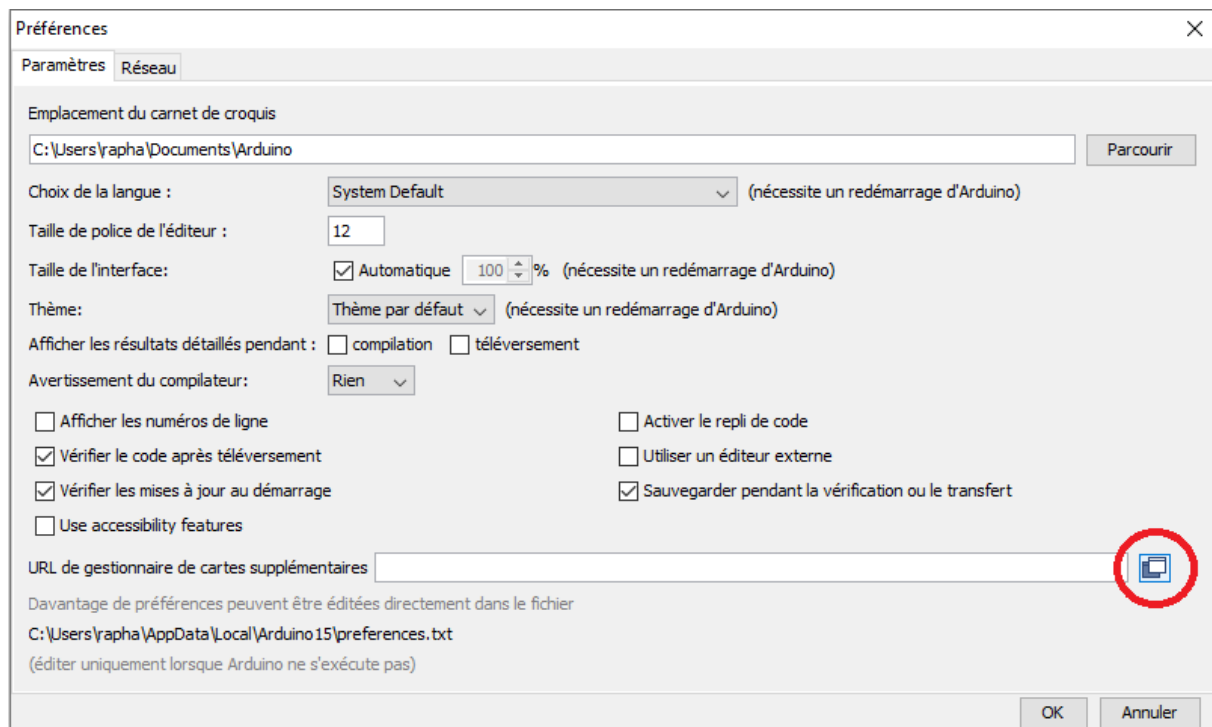 Préférences
Paramètres Réseau
Emplacement du carnet de croquis
C:\Users\rapha\Documents\Arduino Parcourir
Choix de la langue : System Default (nécessite un redémarrage d'Arduino)
Taille de police de l'éditeur : 12
Taille de l'interface: Automatique 100 % (nécessite un redémarrage d'Arduino)
Thème: Thème par défaut (nécessite un redémarrage d'Arduino)
Afficher les résultats détaillés pendant : compilation téléversement
Avertissement du compilateur: Rien
Afficher les numéros de ligne Activer le repli de code
Vérifier le code après téléversement Utiliser un éditeur externe
Vérifier les mises à jour au démarrage Sauvegarder pendant la vérification ou le transfert
Use accessibility features
URL de gestionnaire de cartes supplémentaires
Davantage de préférences peuvent être éditées directement dans le fichier
C:\Users\rapha\AppData\Local\Arduino15\preferences.txt
(éditer uniquement lorsque Arduino ne s'exécute pas)
OK Annuler